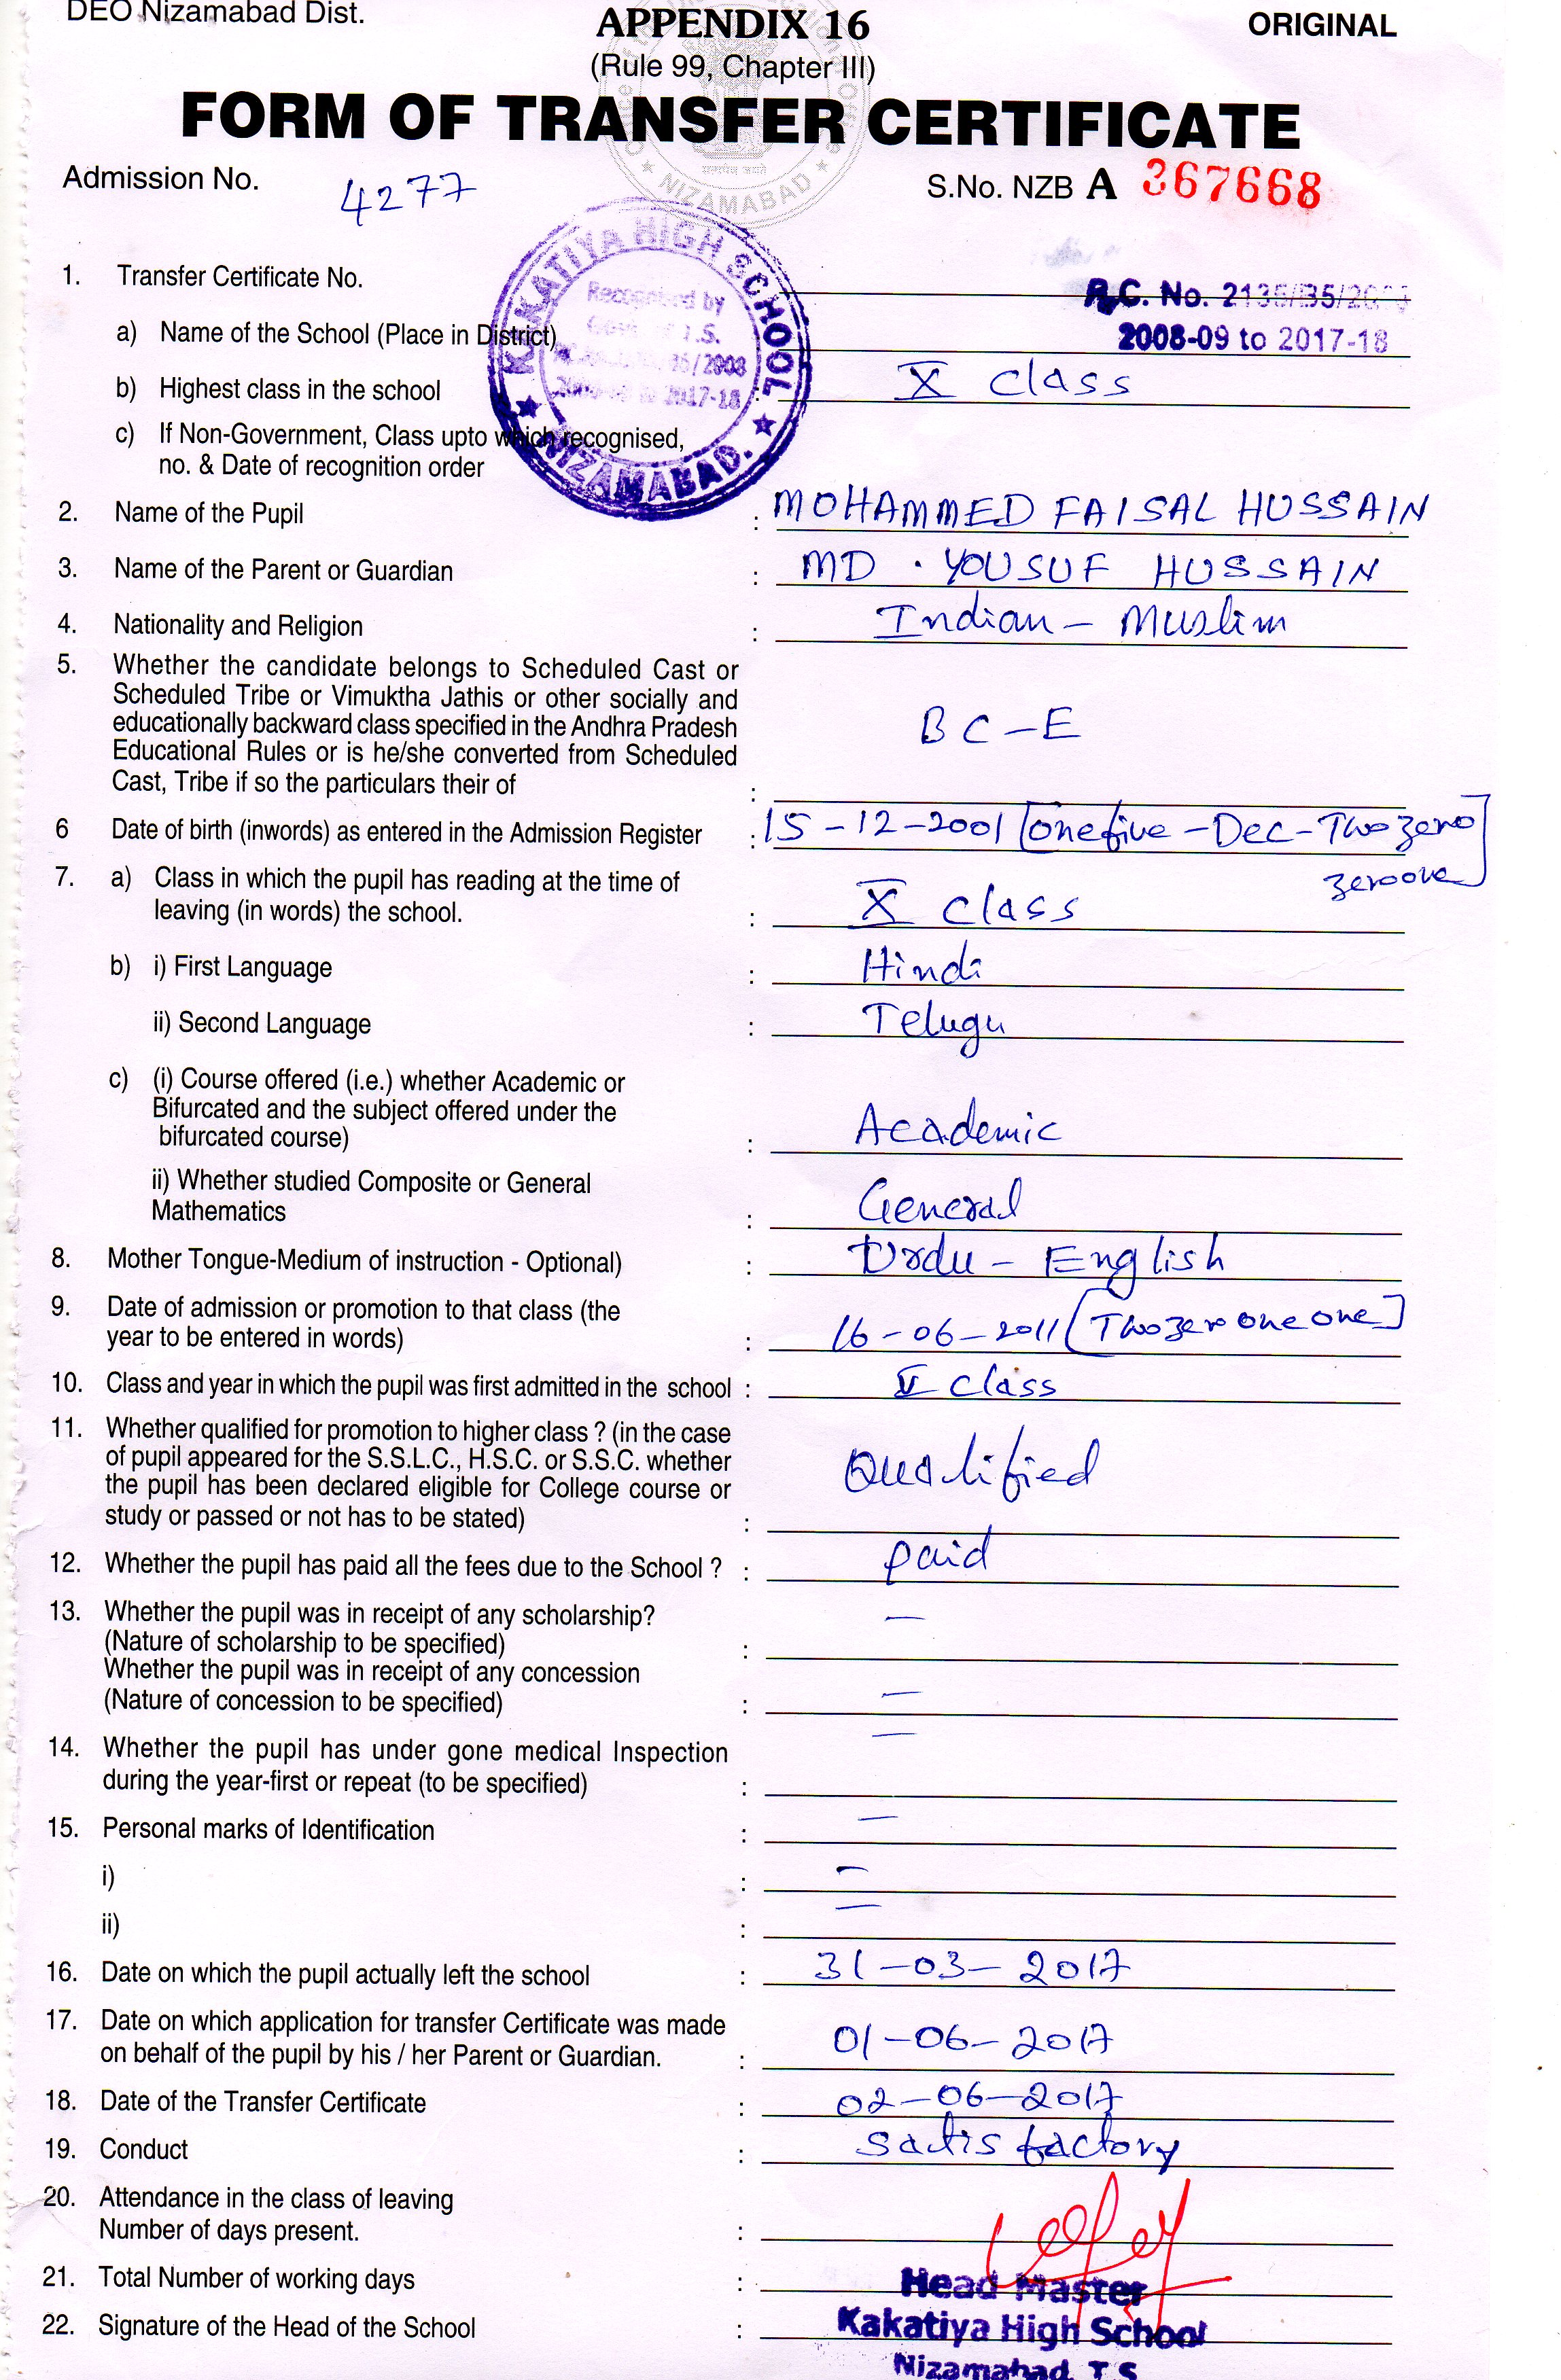 DEO Nizamabad Dist.
APPENDIX 16
ORIGINAL
(Rule 99, Chapter III)
FORM OF TRANSFER CERTIFICATE
Admission No. 4277
S.No. NZB A 367668
NIZAMABAD
KAKATIYA HIGH SCHOOL
Recognised by
NIZAMABAD.
1. Transfer Certificate No.
R.C. No. 2135/B5/
2008-09 to 2017-18
a) Name of the School (Place in District)
b) Highest class in the school : X Class
c) If Non-Government, Class upto which recognised,
no. & Date of recognition order
2. Name of the Pupil : MOHAMMED FAISAL HUSSAIN
3. Name of the Parent or Guardian : MD. YOUSUF HUSSAIN
4. Nationality and Religion : Indian - Muslim
5. Whether the candidate belongs to Scheduled Cast or
Scheduled Tribe or Vimuktha Jathis or other socially and
educationally backward class specified in the Andhra Pradesh
Educational Rules or is he/she converted from Scheduled
Cast, Tribe if so the particulars their of : BC-E
6 Date of birth (inwords) as entered in the Admission Register : 15-12-2001 [onefive-Dec-Twozero
zeroone]
7. a) Class in which the pupil has reading at the time of
leaving (in words) the school. : X Class
b) i) First Language : Hindi
ii) Second Language : Telugu
c) (i) Course offered (i.e.) whether Academic or
Bifurcated and the subject offered under the
bifurcated course) : Academic
ii) Whether studied Composite or General
Mathematics : General
8. Mother Tongue-Medium of instruction - Optional) : Urdu - English
9. Date of admission or promotion to that class (the
year to be entered in words) : 16-06-2011 [Twozero oneone]
10. Class and year in which the pupil was first admitted in the school : V Class
11. Whether qualified for promotion to higher class ? (in the case
of pupil appeared for the S.S.L.C., H.S.C. or S.S.C. whether
the pupil has been declared eligible for College course or
study or passed or not has to be stated) : Qualified
12. Whether the pupil has paid all the fees due to the School ? : paid
13. Whether the pupil was in receipt of any scholarship? —
(Nature of scholarship to be specified) :
Whether the pupil was in receipt of any concession
(Nature of concession to be specified) : —
14. Whether the pupil has under gone medical Inspection —
during the year-first or repeat (to be specified) :
15. Personal marks of Identification : —
i) : —
ii) : —
16. Date on which the pupil actually left the school : 31-03-2017
17. Date on which application for transfer Certificate was made
on behalf of the pupil by his / her Parent or Guardian. : 01-06-2017
18. Date of the Transfer Certificate : 02-06-2017
19. Conduct : Satisfactory
20. Attendance in the class of leaving
Number of days present. :
21. Total Number of working days :
Head Master
22. Signature of the Head of the School : Kakatiya High School
Nizamabad, T.S